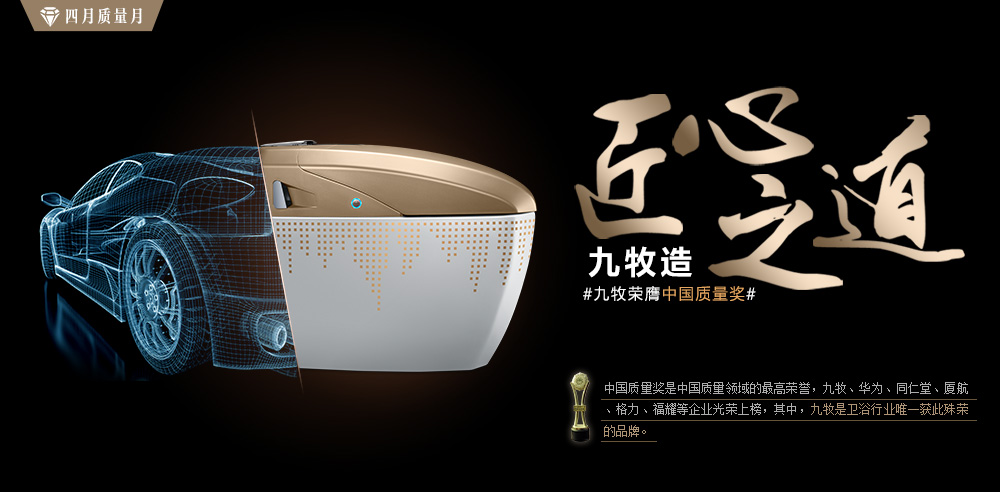 四月质量月
匠心之道
九牧造
#九牧荣膺中国质量奖#
中国质量奖是中国质量领域的最高荣誉，九牧、华为、同仁堂、厦航
、格力、福耀等企业光荣上榜，其中，九牧是卫浴行业唯一获此殊荣
的品牌。